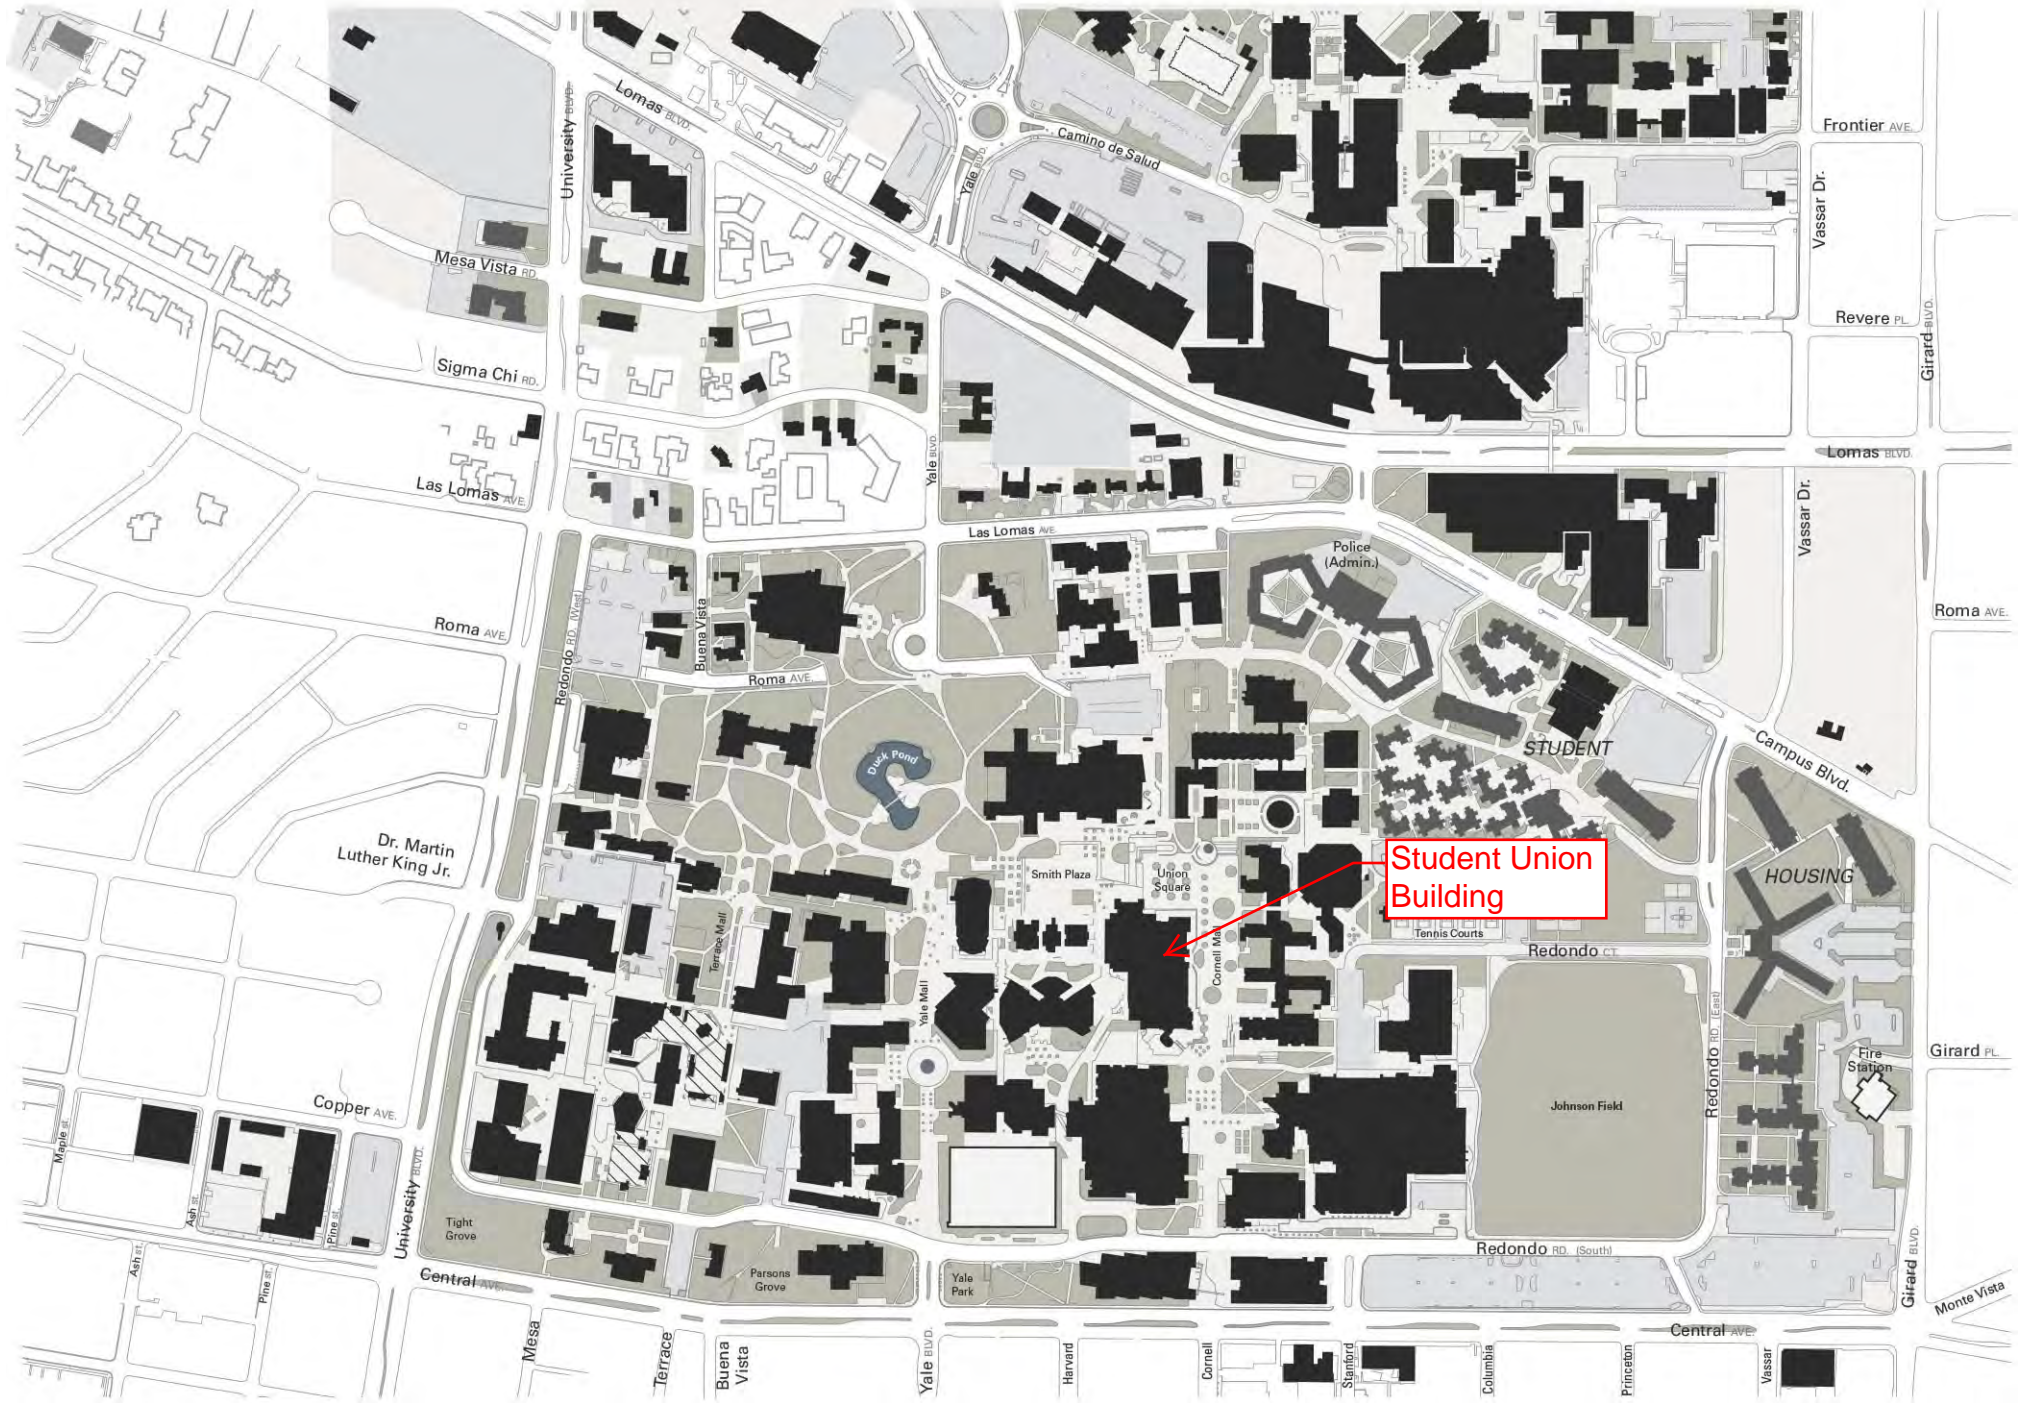 Lomas BLVD.
University BLVD.
Yale BLVD.
Camino de Salud
Frontier AVE.
Vassar Dr.
Mesa Vista RD.
Revere PL.
Girard BLVD.
Sigma Chi RD.
Yale BLVD.
Lomas BLVD.
Las Lomas AVE.
Vassar Dr.
Las Lomas AVE.
Police
(Admin.)
Roma AVE.
Redondo RD. (West)
Buena Vista
Roma AVE.
Roma AVE.
Duck Pond
STUDENT
Campus Blvd.
Dr. Martin
Luther King Jr.
Smith Plaza
Union
Square
Student Union
Building
HOUSING
Terrace Mall
Cornell Mall
Tennis Courts
Redondo CT.
Yale Mall
Redondo RD. (East)
Fire
Station
Girard PL.
Copper AVE.
Johnson Field
Maple st.
Ash st.
Pine st.
University BLVD.
Tight
Grove
Redondo RD. (South)
Girard BLVD.
Ash st.
Pine st.
Central AVE.
Parsons
Grove
Yale
Park
Monte Vista
Central AVE.
Mesa
Terrace
Buena
Vista
Yale BLVD.
Harvard
Cornell
Stanford
Columbia
Princeton
Vassar